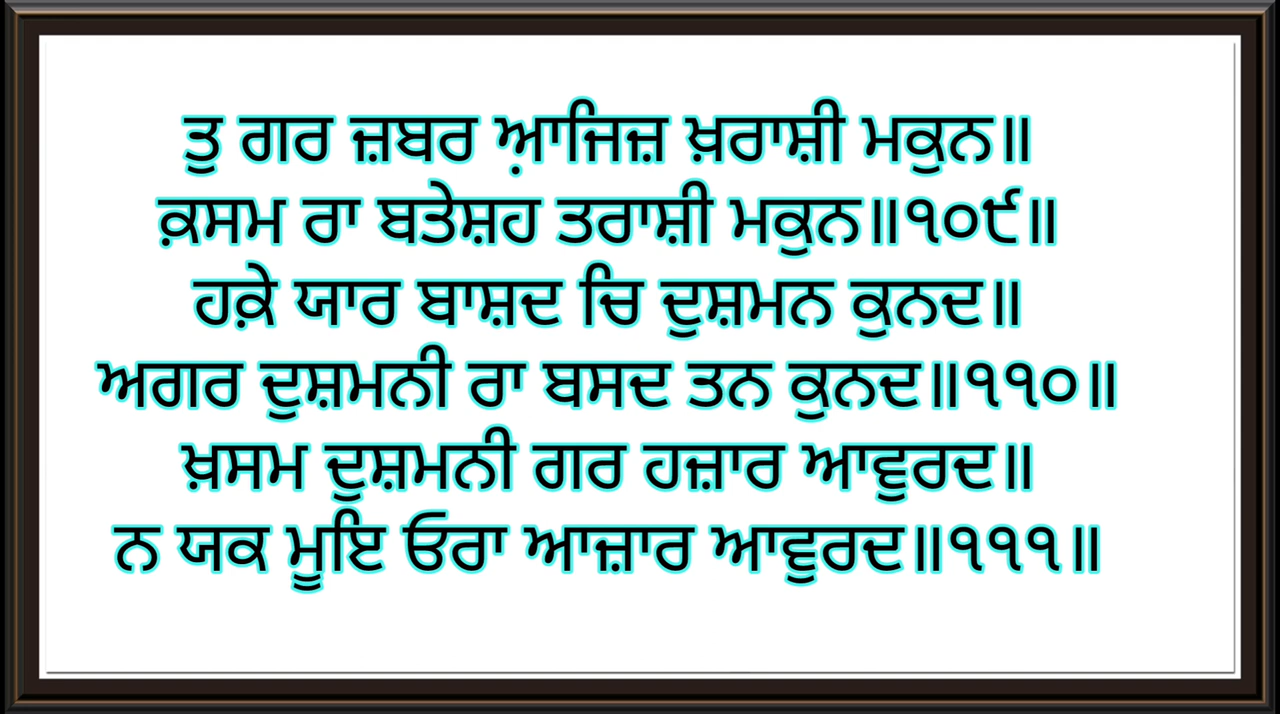 ਤੁ ਗਰ ਜ਼ਬਰ ਆ਼ਜਿਜ਼ ਖ਼ਰਾਸ਼ੀ ਮਕੁਨ॥
ਕ਼ਸਮ ਰਾ ਬਤੇਸ਼ਹ ਤਰਾਸ਼ੀ ਮਕੁਨ॥੧੦੯॥
ਹਕ਼ੇ ਯਾਰ ਬਾਸ਼ਦ ਚਿ ਦੁਸ਼ਮਨ ਕੁਨਦ॥
ਅਗਰ ਦੁਸ਼ਮਨੀ ਰਾ ਬਸਦ ਤਨ ਕੁਨਦ॥੧੧੦॥
ਖ਼ਸਮ ਦੁਸ਼ਮਨੀ ਗਰ ਹਜ਼ਾਰ ਆਵੁਰਦ॥
ਨ ਯਕ ਮੂਇ ਓਰਾ ਆਜ਼ਾਰ ਆਵੁਰਦ॥੧੧੧॥